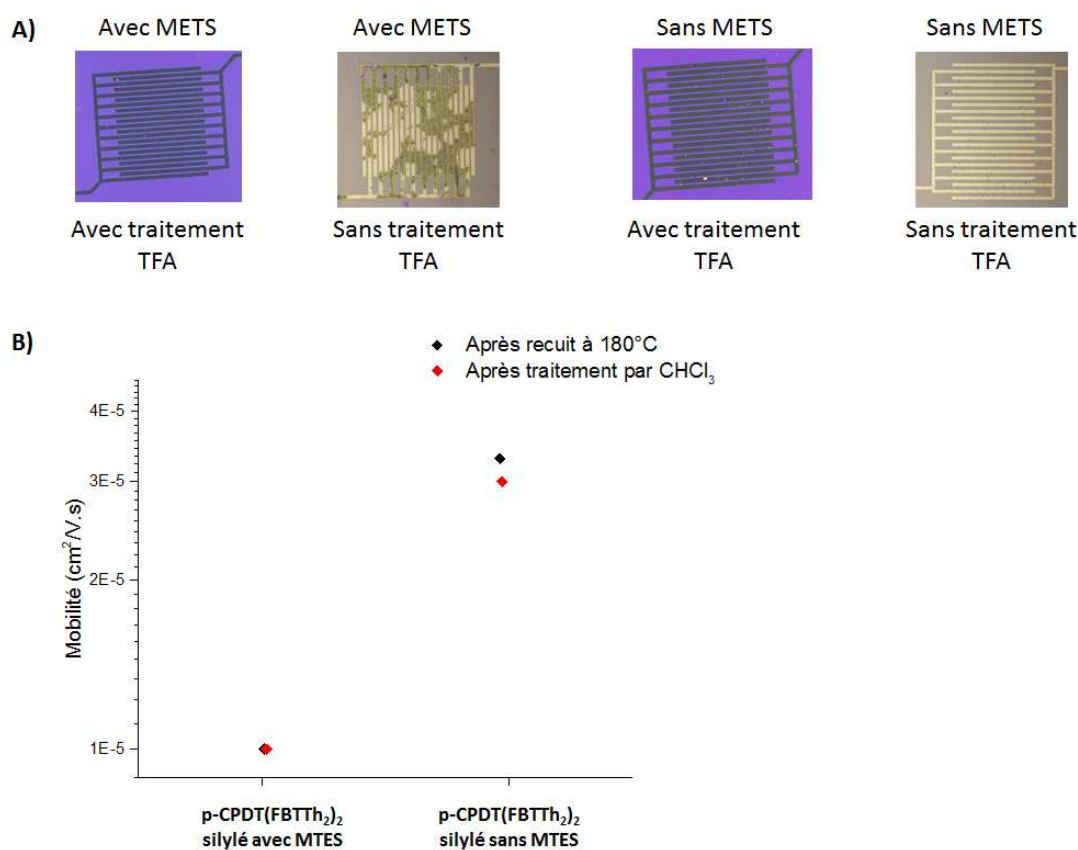 A)
Avec METS Avec METS Sans METS Sans METS
Avec traitement Sans traitement Avec traitement Sans traitement
TFA TFA TFA TFA
B)
Après recuit à 180°C
Après traitement par CHCl₃
4E-5
3E-5
2E-5
1E-5
Mobilité (cm²/V.s)
p-CPDT(FBTTh₂)₂ p-CPDT(FBTTh₂)₂
silylé avec MTES silylé sans MTES